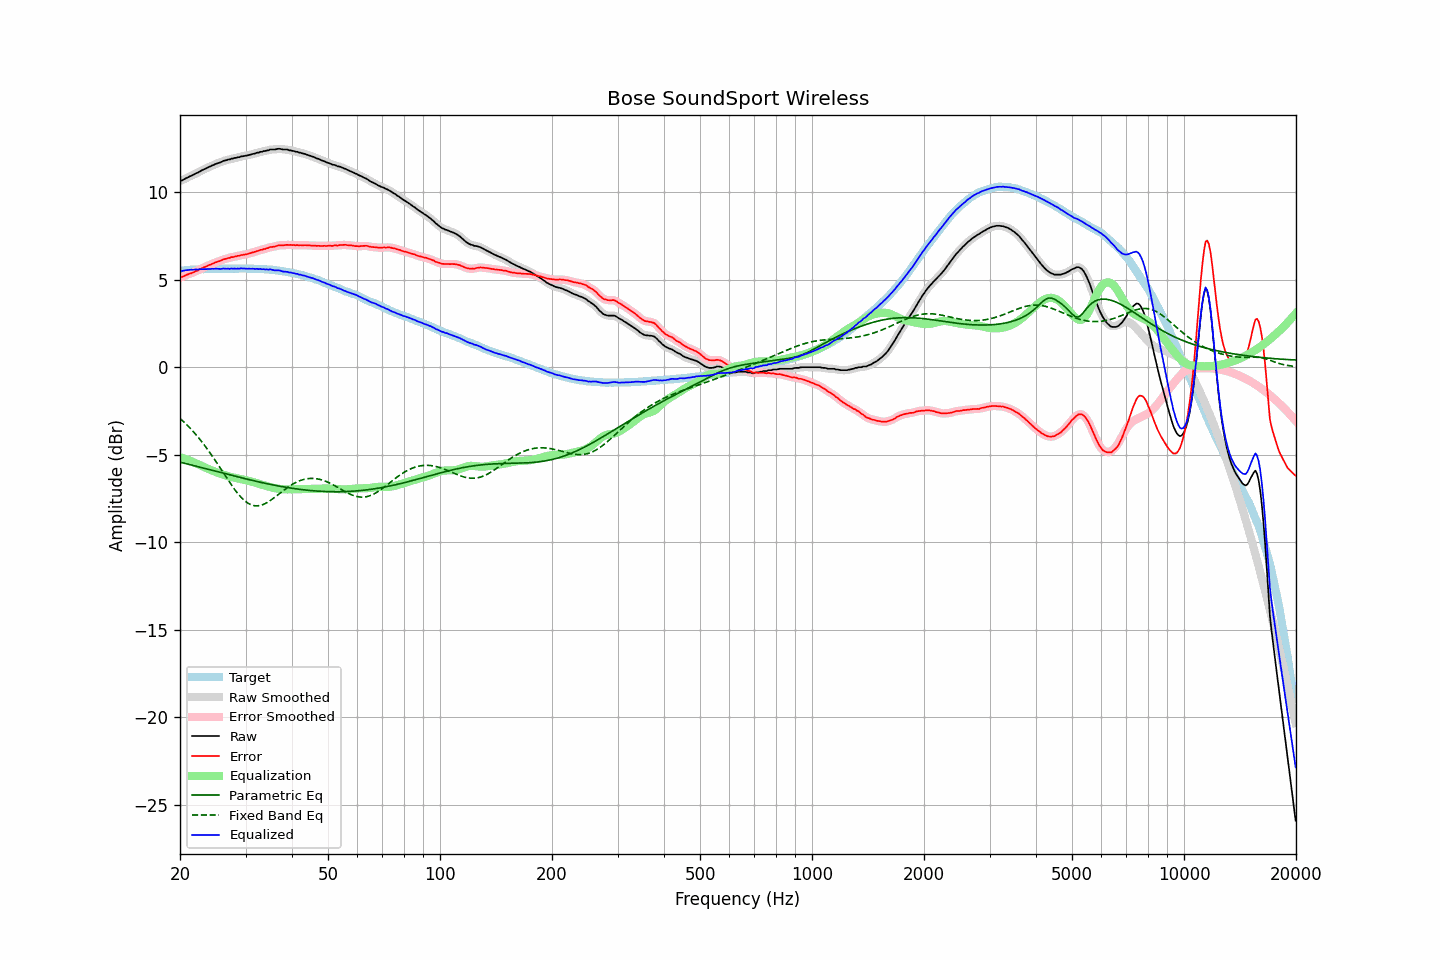 Bose SoundSport Wireless
Amplitude (dBr)
10
5
0
−5
−10
−15
−20
−25
Target
Raw Smoothed
Error Smoothed
Raw
Error
Equalization
Parametric Eq
Fixed Band Eq
Equalized
20 50 100 200 500 1000 2000 5000 10000 20000
Frequency (Hz)